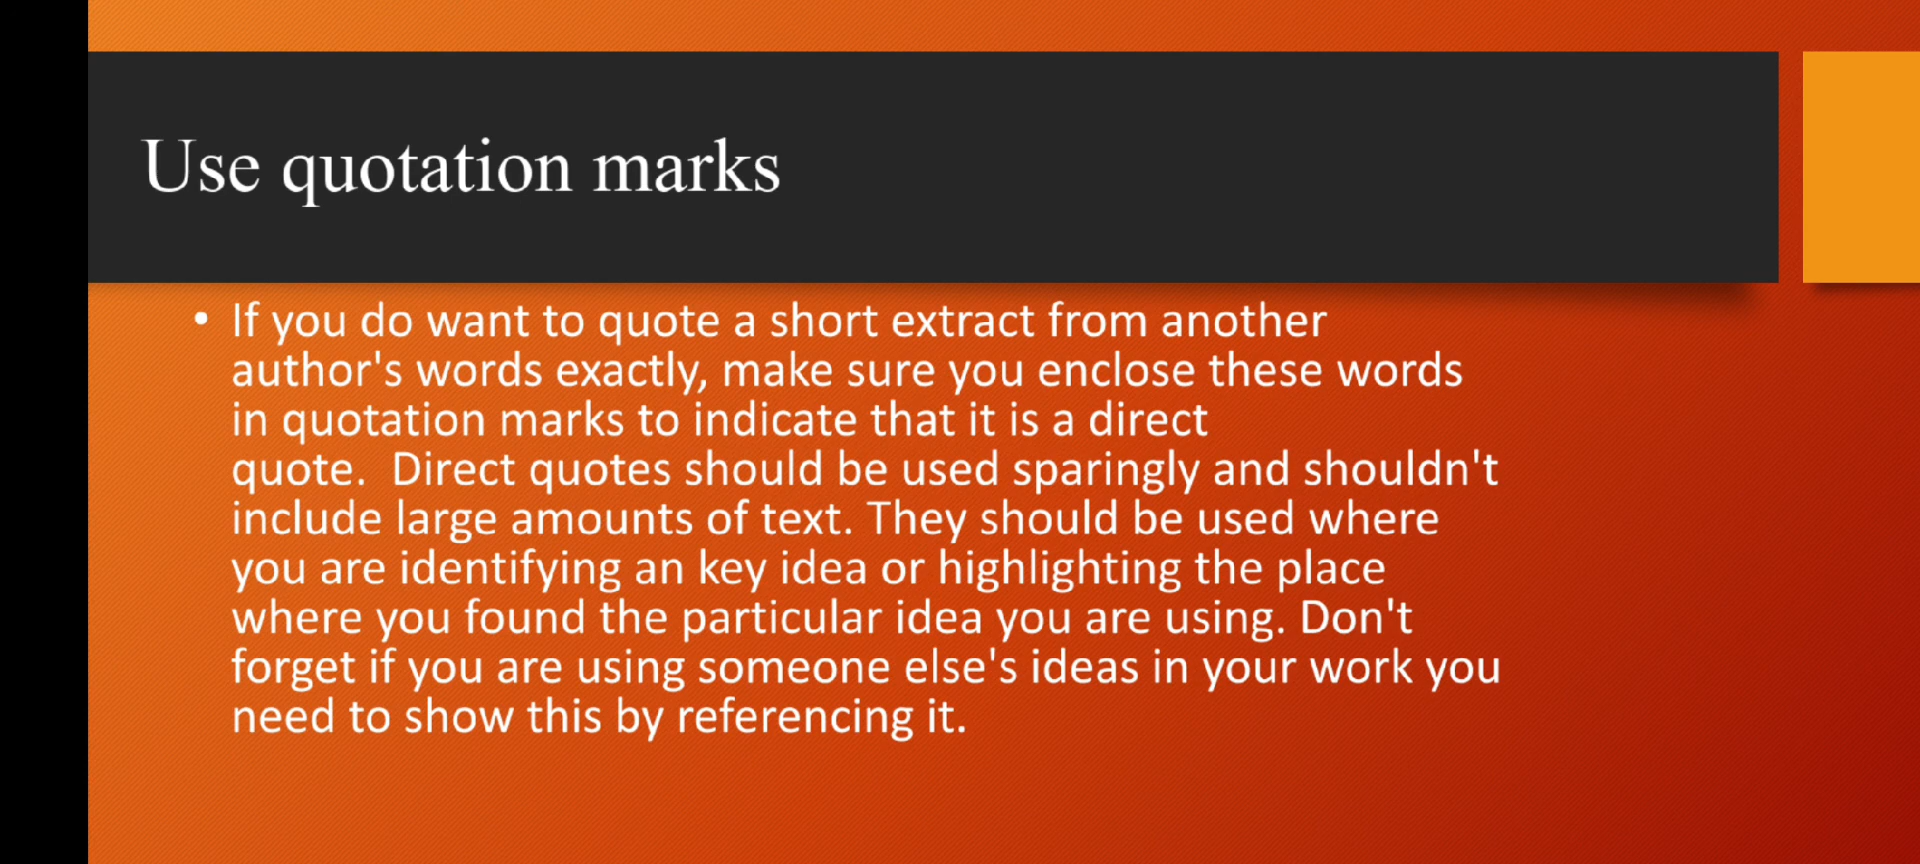 Use quotation marks
• If you do want to quote a short extract from another
author's words exactly, make sure you enclose these words
in quotation marks to indicate that it is a direct
quote.  Direct quotes should be used sparingly and shouldn't
include large amounts of text. They should be used where
you are identifying an key idea or highlighting the place
where you found the particular idea you are using. Don't
forget if you are using someone else's ideas in your work you
need to show this by referencing it.